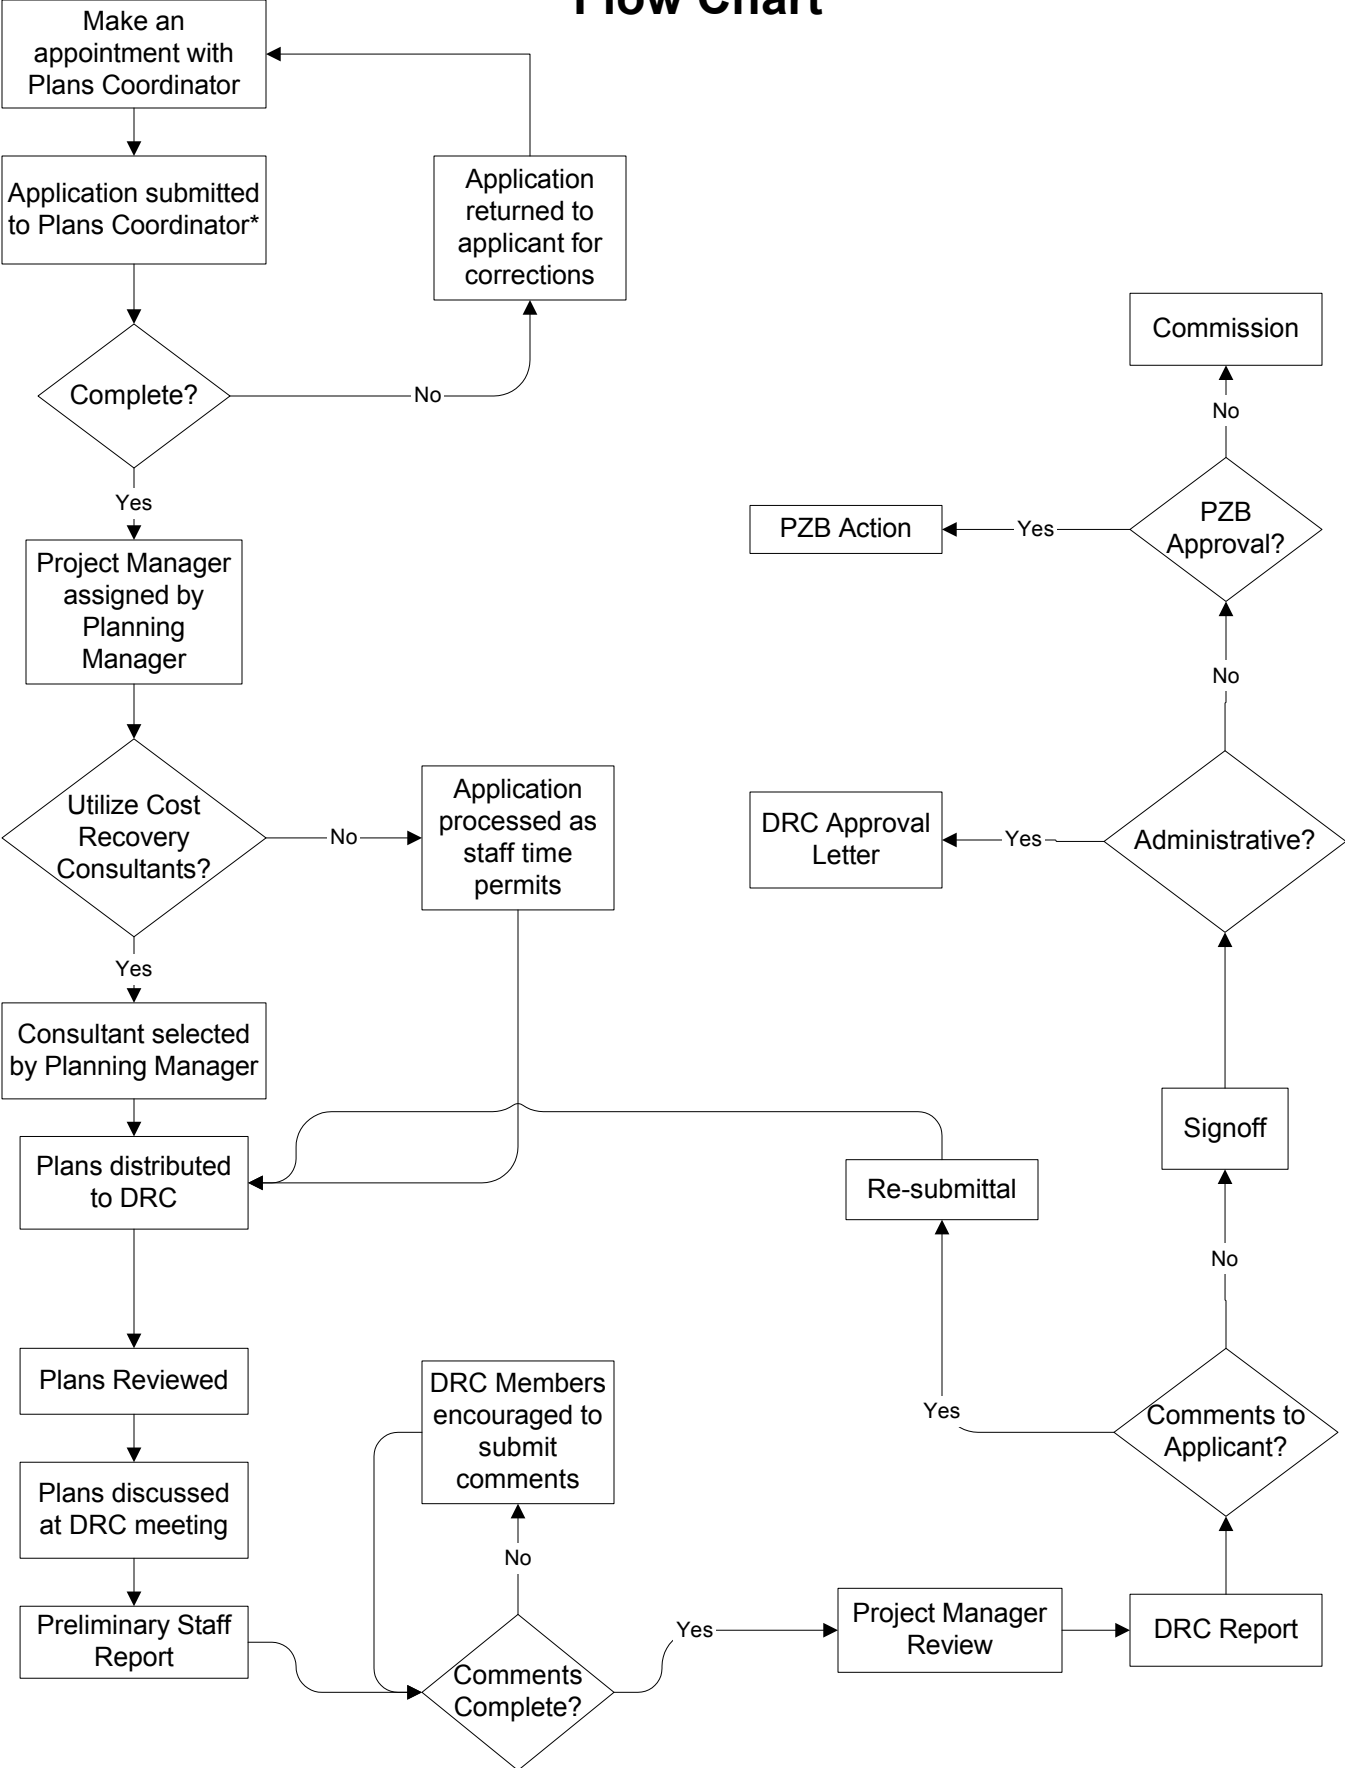 Flow Chart
Make an
appointment with
Plans Coordinator
Application submitted
to Plans Coordinator*
Application
returned to
applicant for
corrections
Complete?
No
Yes
Project Manager
assigned by
Planning
Manager
Utilize Cost
Recovery
Consultants?
No
Application
processed as
staff time
permits
Yes
Consultant selected
by Planning Manager
Plans distributed
to DRC
Plans Reviewed
Plans discussed
at DRC meeting
Preliminary Staff
Report
Comments
Complete?
No
DRC Members
encouraged to
submit
comments
Yes
Project Manager
Review
DRC Report
Comments to
Applicant?
Yes
Re-submittal
No
Signoff
Administrative?
Yes
DRC Approval
Letter
No
PZB
Approval?
Yes
PZB Action
No
Commission